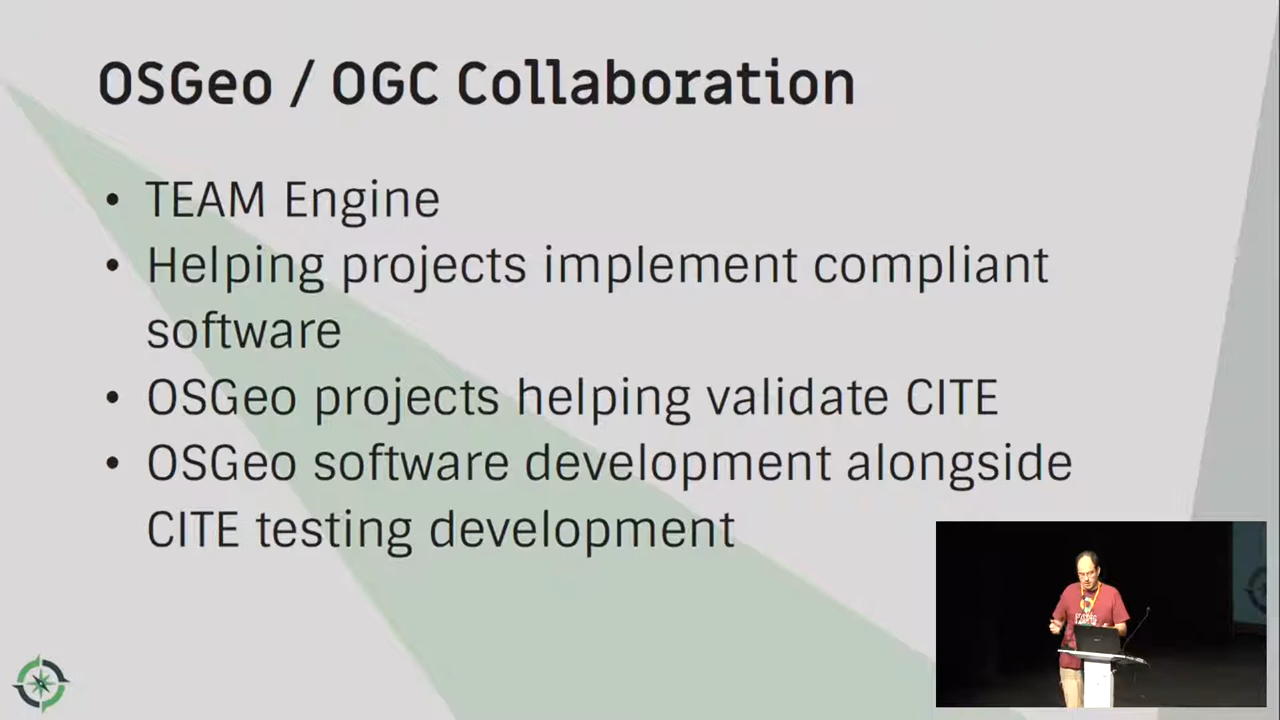 OSGeo / OGC Collaboration
• TEAM Engine
• Helping projects implement compliant
software
• OSGeo projects helping validate CITE
• OSGeo software development alongside
CITE testing development